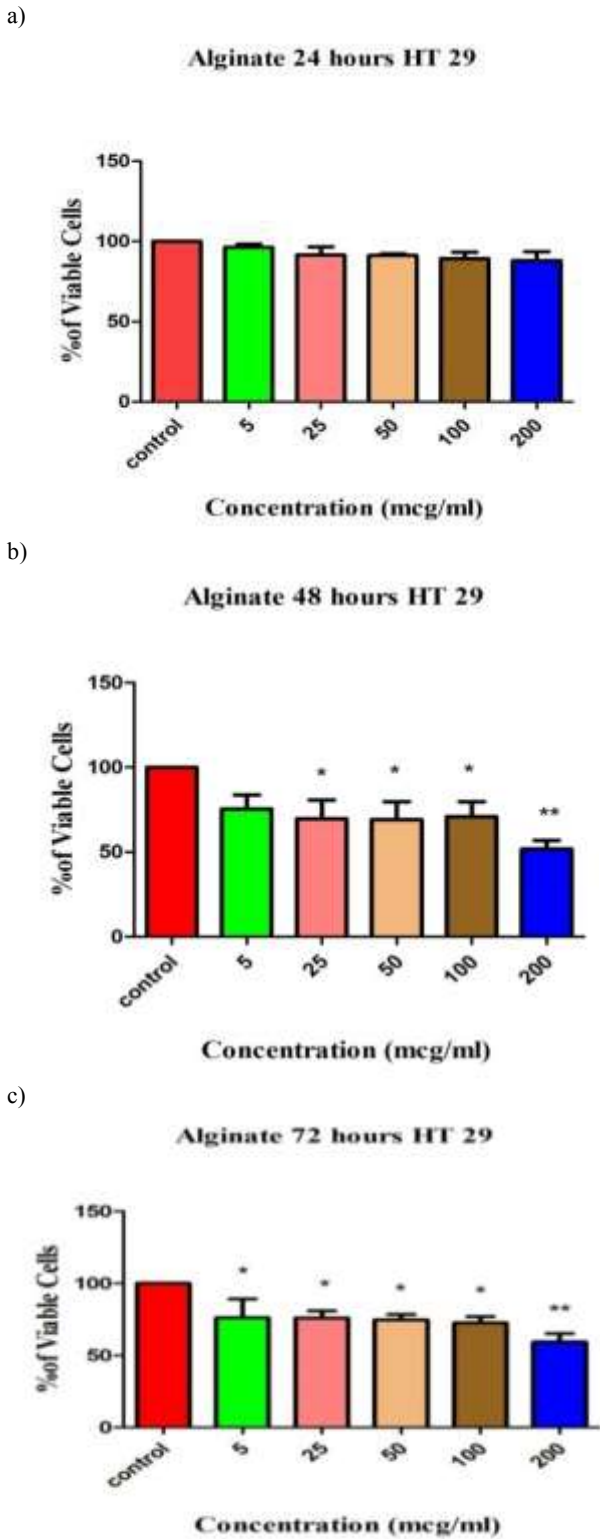 a)
Alginate 24 hours HT 29
150
100
50
0
%of Viable Cells
control
5
25
50
100
200
Concentration (mcg/ml)
b)
Alginate 48 hours HT 29
150
100
50
0
%of Viable Cells
*
*
*
**
control
5
25
50
100
200
Concentration (mcg/ml)
c)
Alginate 72 hours HT 29
150
100
50
0
%of Viable Cells
*
*
*
*
**
control
5
25
50
100
200
Concentration (mcg/ml)